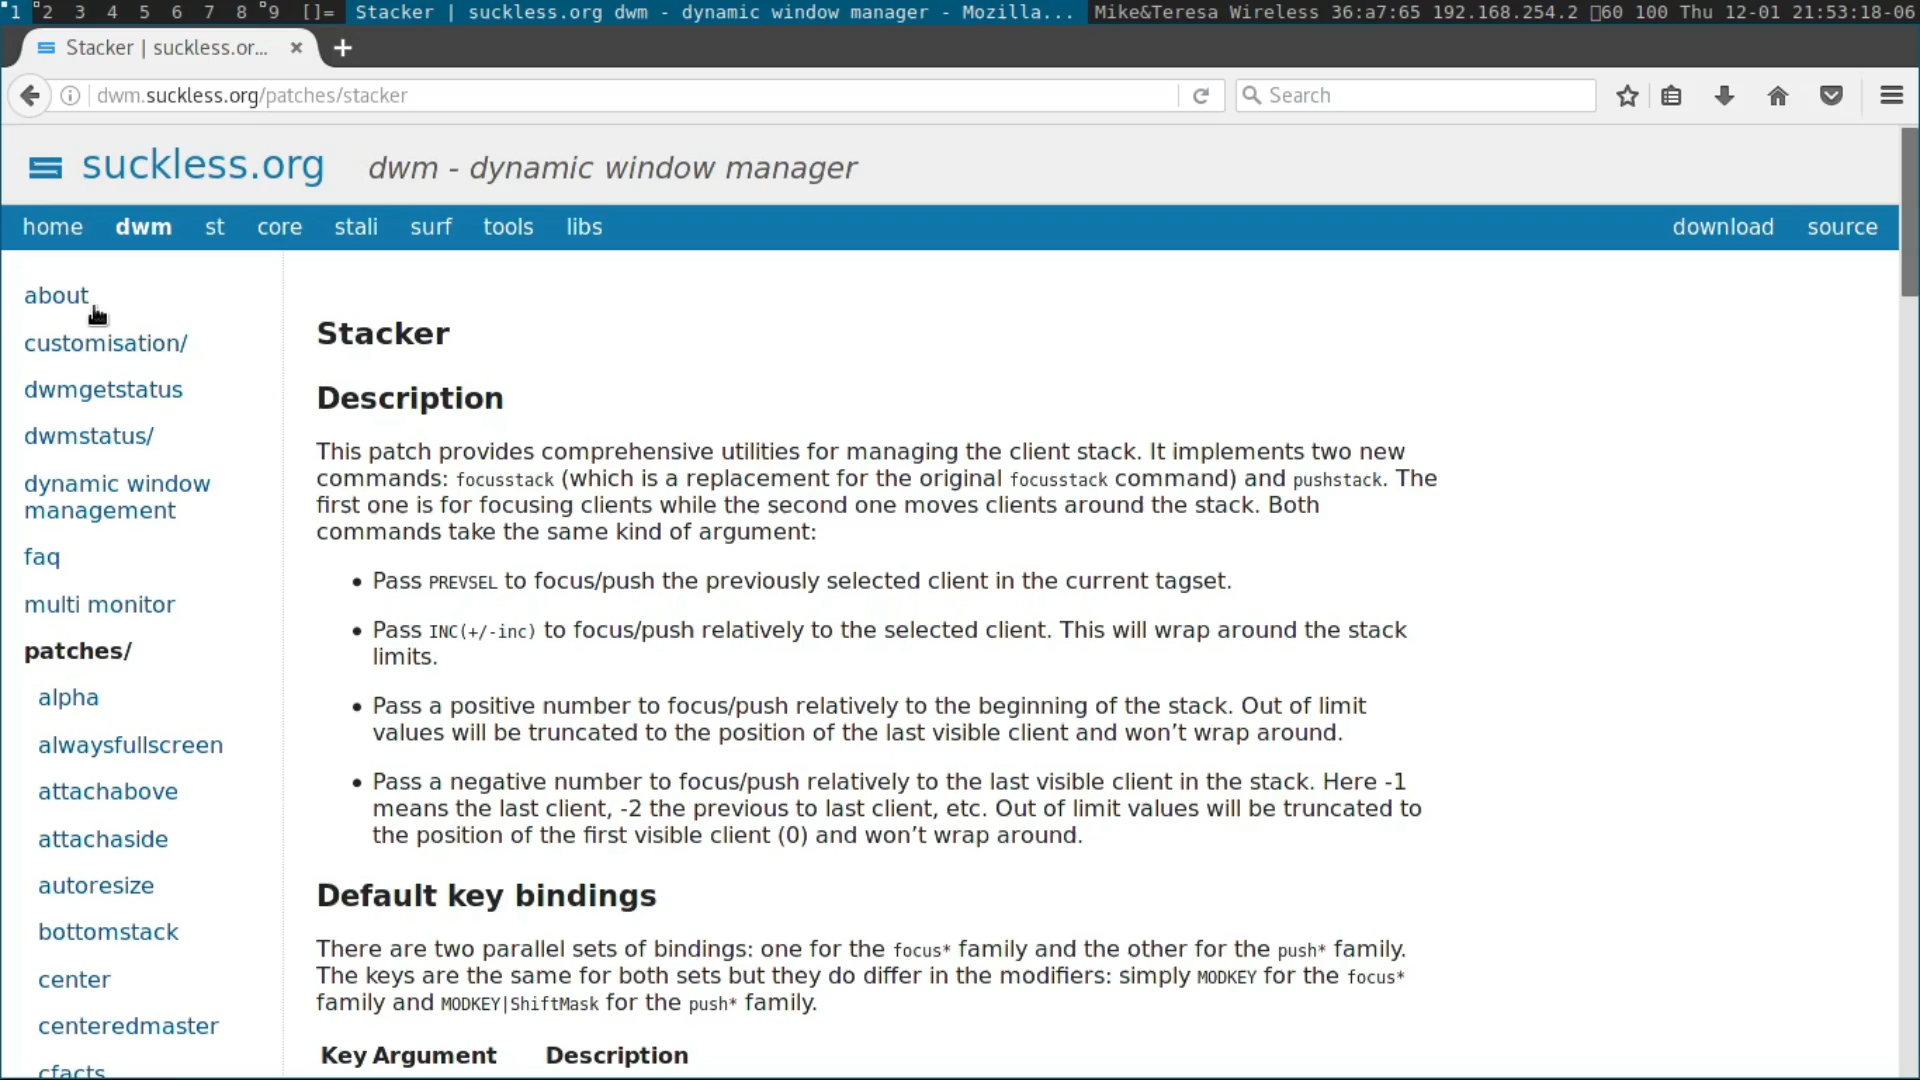 1 2 3 4 5 6 7 8 9 []= Stacker | suckless.org dwm - dynamic window manager - Mozilla... Mike&Teresa Wireless 36:a7:65 192.168.254.2 60 100 Thu 12-01 21:53:18-06
Stacker | suckless.or...
dwm.suckless.org/patches/stacker
Search
suckless.org dwm - dynamic window manager
home dwm st core stali surf tools libs download source
about
customisation/
dwmgetstatus
dwmstatus/
dynamic window
management
faq
multi monitor
patches/
alpha
alwaysfullscreen
attachabove
attachaside
autoresize
bottomstack
center
centeredmaster
cfacts
Stacker
Description
This patch provides comprehensive utilities for managing the client stack. It implements two new
commands: focusstack (which is a replacement for the original focusstack command) and pushstack. The
first one is for focusing clients while the second one moves clients around the stack. Both
commands take the same kind of argument:
• Pass PREVSEL to focus/push the previously selected client in the current tagset.
• Pass INC(+/-inc) to focus/push relatively to the selected client. This will wrap around the stack
limits.
• Pass a positive number to focus/push relatively to the beginning of the stack. Out of limit
values will be truncated to the position of the last visible client and won’t wrap around.
• Pass a negative number to focus/push relatively to the last visible client in the stack. Here -1
means the last client, -2 the previous to last client, etc. Out of limit values will be truncated to
the position of the first visible client (0) and won’t wrap around.
Default key bindings
There are two parallel sets of bindings: one for the focus* family and the other for the push* family.
The keys are the same for both sets but they do differ in the modifiers: simply MODKEY for the focus*
family and MODKEY|ShiftMask for the push* family.
Key Argument Description